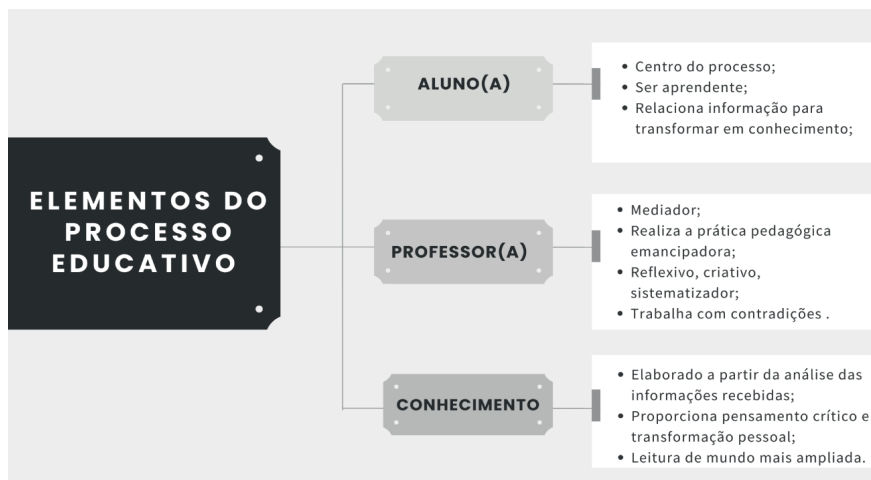 ELEMENTOS DO
PROCESSO
EDUCATIVO
ALUNO(A)
• Centro do processo;
• Ser aprendente;
• Relaciona informação para
transformar em conhecimento;
PROFESSOR(A)
• Mediador;
• Realiza a prática pedagógica
emancipadora;
• Reflexivo, criativo,
sistematizador;
• Trabalha com contradições .
CONHECIMENTO
• Elaborado a partir da análise das
informações recebidas;
• Proporciona pensamento crítico e
transformação pessoal;
• Leitura de mundo mais ampliada.